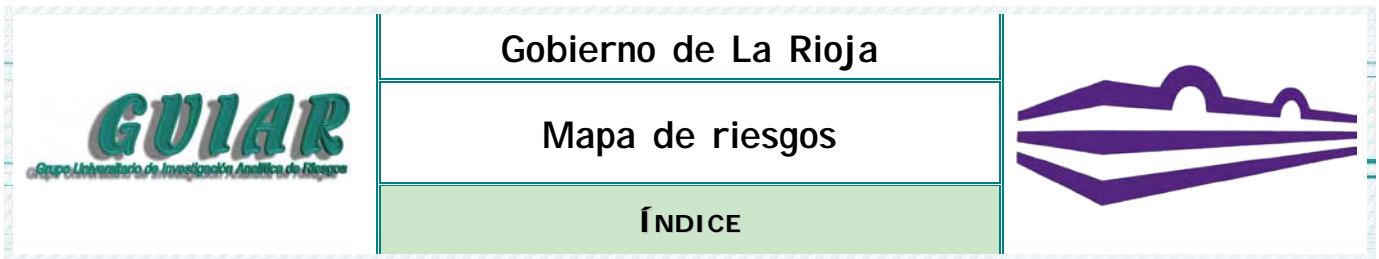 GUIAR
Grupo Universitario de Investigación Analítica de Riesgos
Gobierno de La Rioja
Mapa de riesgos
ÍNDICE